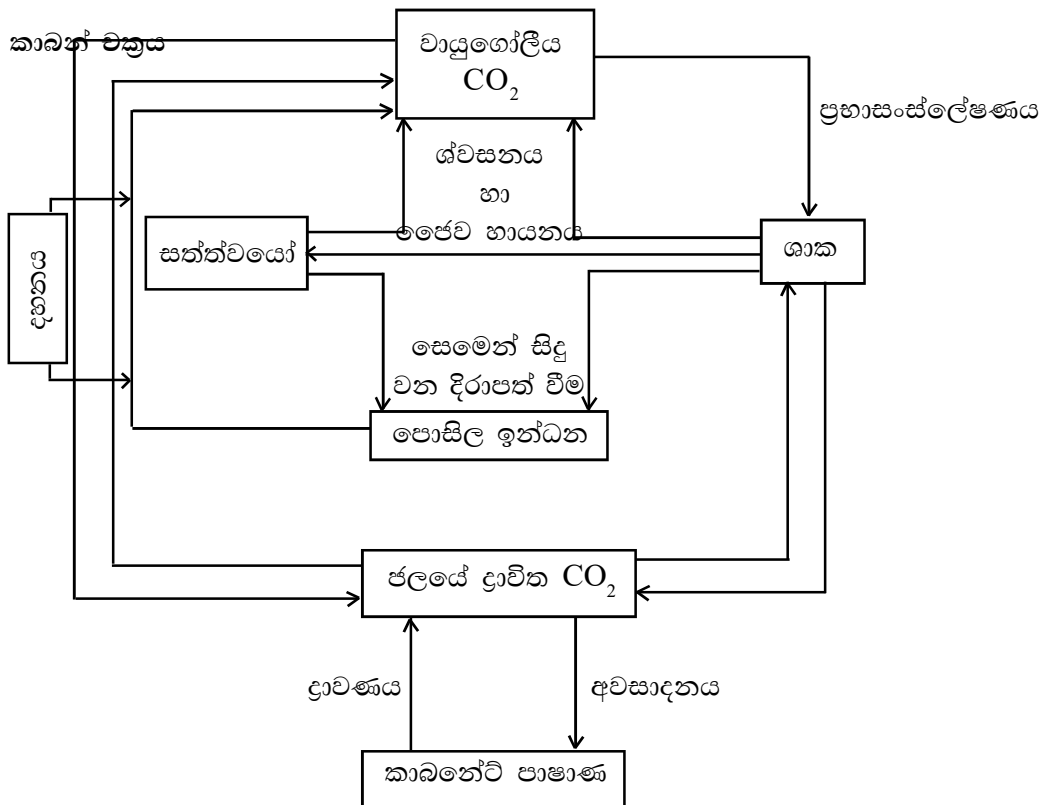 කාබන් චක්‍රය
වායුගෝලීය
CO₂
ප්‍රභාසංස්ලේෂණය
ශ්වසනය
හා
ජෛව හායනය
සත්ත්වයෝ
ශාක
දහනය
සෙමෙන් සිදු
වන දිරාපත් වීම
පොසිල ඉන්ධන
ජලයේ ද්‍රාවිත CO₂
ද්‍රාවණය
අවසාදනය
කාබනේට් පාෂාණ